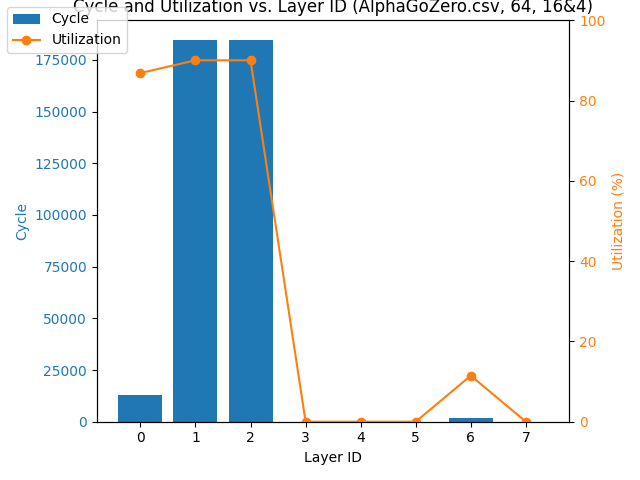 Cycle and Utilization vs. Layer ID (AlphaGoZero.csv, 64, 16&4)
Cycle
Utilization
175000
150000
125000
100000
75000
50000
25000
0
Cycle
100
80
60
40
20
0
Utilization (%)
0 1 2 3 4 5 6 7
Layer ID